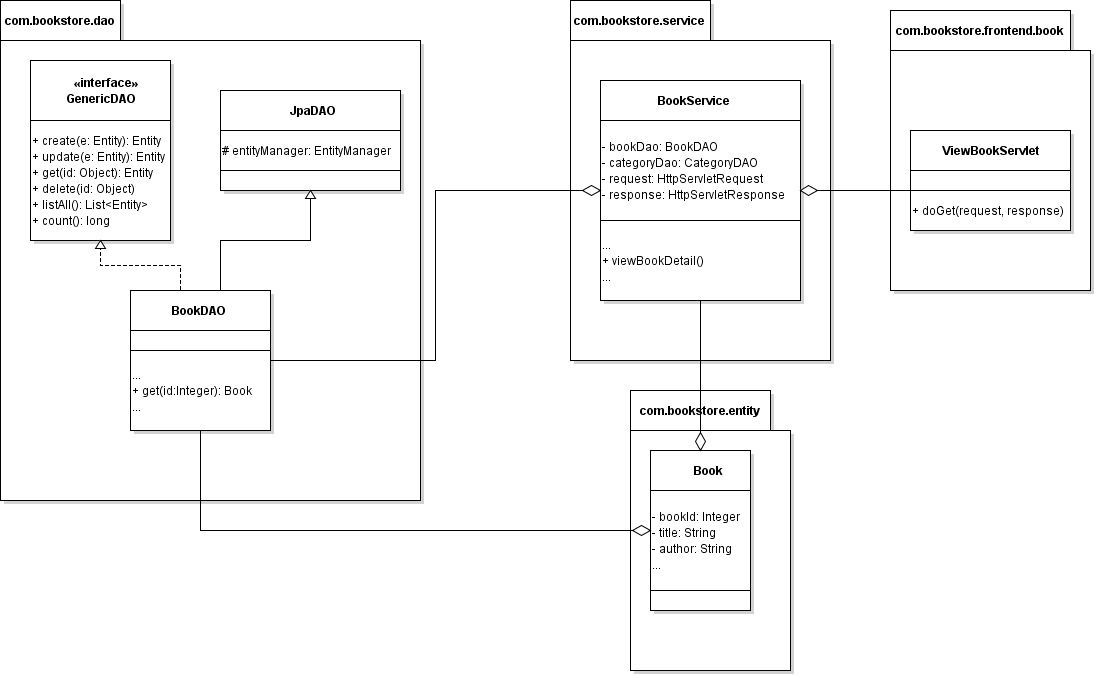 com.bookstore.dao
«interface»
GenericDAO
+ create(e: Entity): Entity
+ update(e: Entity): Entity
+ get(id: Object): Entity
+ delete(id: Object)
+ listAll(): List<Entity>
+ count(): long
JpaDAO
# entityManager: EntityManager
BookDAO
...
+ get(id:Integer): Book
...
com.bookstore.service
BookService
- bookDao: BookDAO
- categoryDao: CategoryDAO
- request: HttpServletRequest
- response: HttpServletResponse
...
+ viewBookDetail()
...
com.bookstore.frontend.book
ViewBookServlet
+ doGet(request, response)
com.bookstore.entity
Book
- bookId: Integer
- title: String
- author: String
...